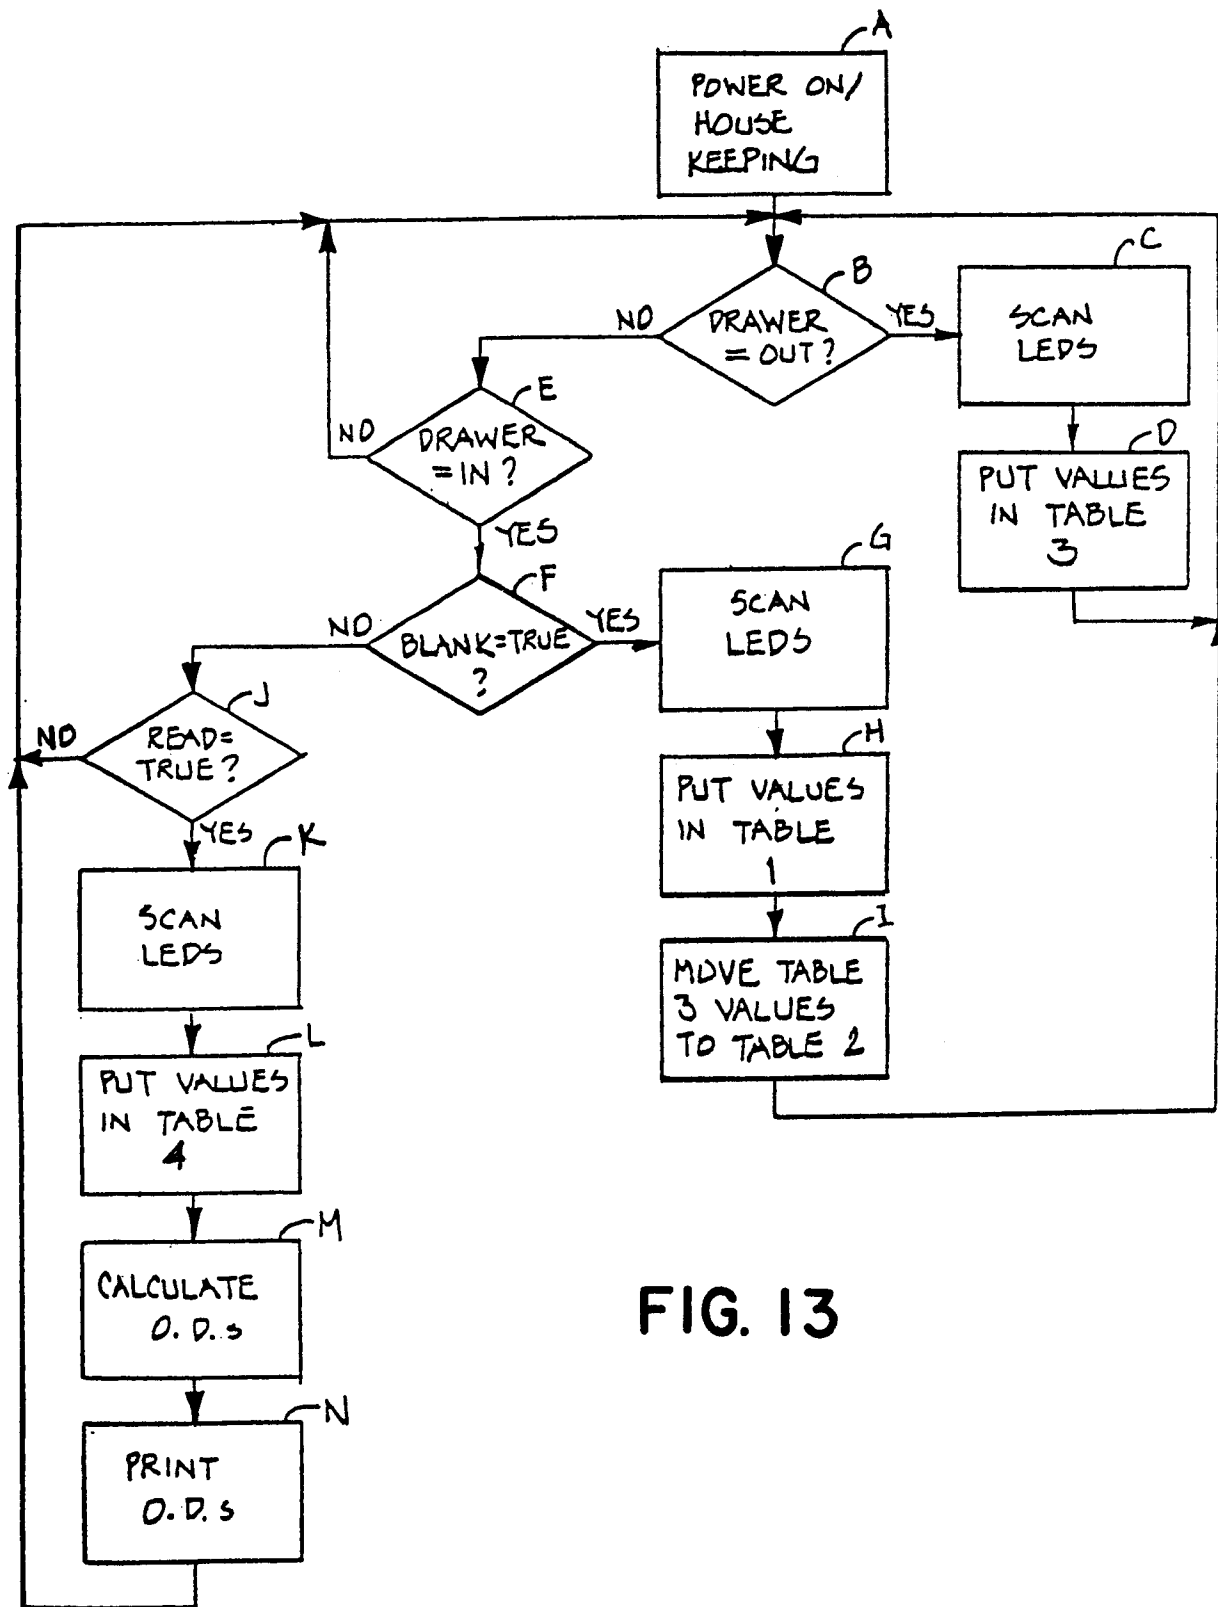 A
POWER ON/
HOUSE
KEEPING
B
DRAWER
= OUT?
NO
YES
C
SCAN
LEDS
D
PUT VALUES
IN TABLE
3
E
DRAWER
= IN?
NO
YES
F
BLANK=TRUE
?
NO
YES
G
SCAN
LEDS
H
PUT VALUES
IN TABLE
1
I
MOVE TABLE
3 VALUES
TO TABLE 2
J
READ=
TRUE?
NO
YES
K
SCAN
LEDS
L
PUT VALUES
IN TABLE
4
M
CALCULATE
O.D.s
N
PRINT
O.D.s
FIG. 13